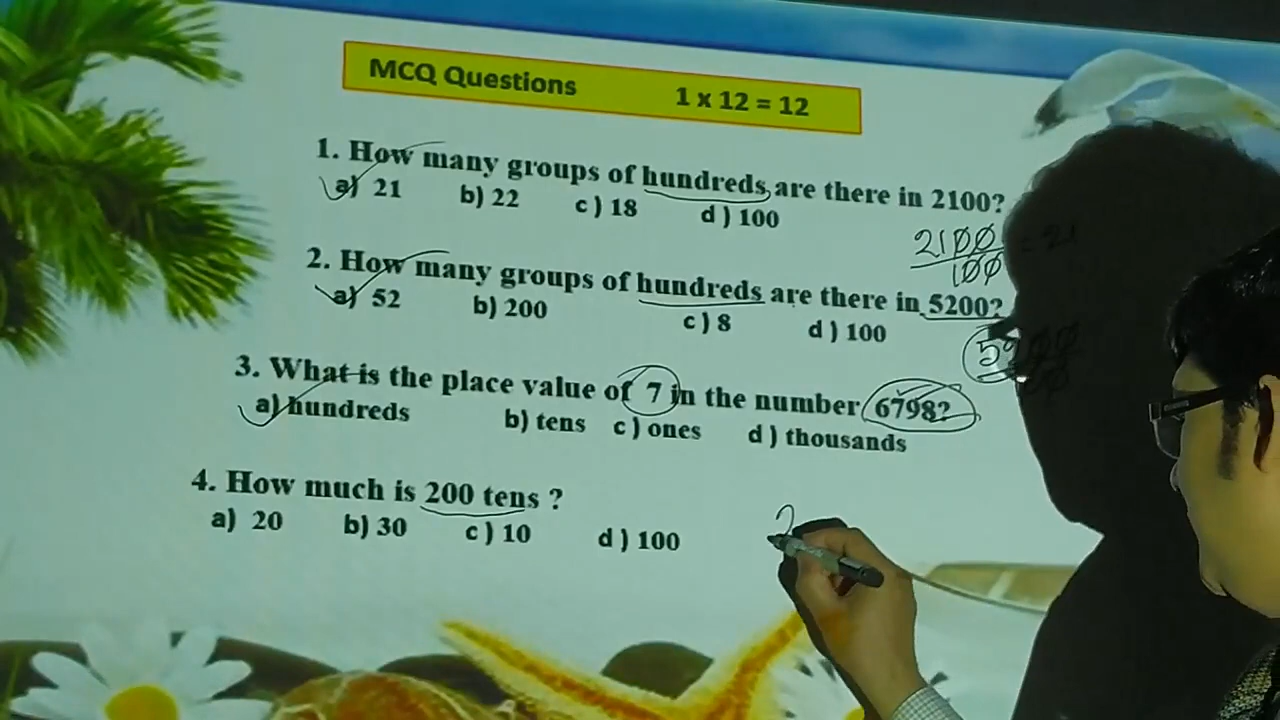 MCQ Questions 1 x 12 = 12
1. How many groups of hundreds are there in 2100?
a) 21 b) 22 c ) 18 d ) 100
2100 = 21
100
2. How many groups of hundreds are there in 5200?
a) 52 b) 200 c ) 8 d ) 100
3. What is the place value of 7 in the number 6798?
a) hundreds b) tens c ) ones d ) thousands
4. How much is 200 tens ?
a) 20 b) 30 c ) 10 d ) 100
2